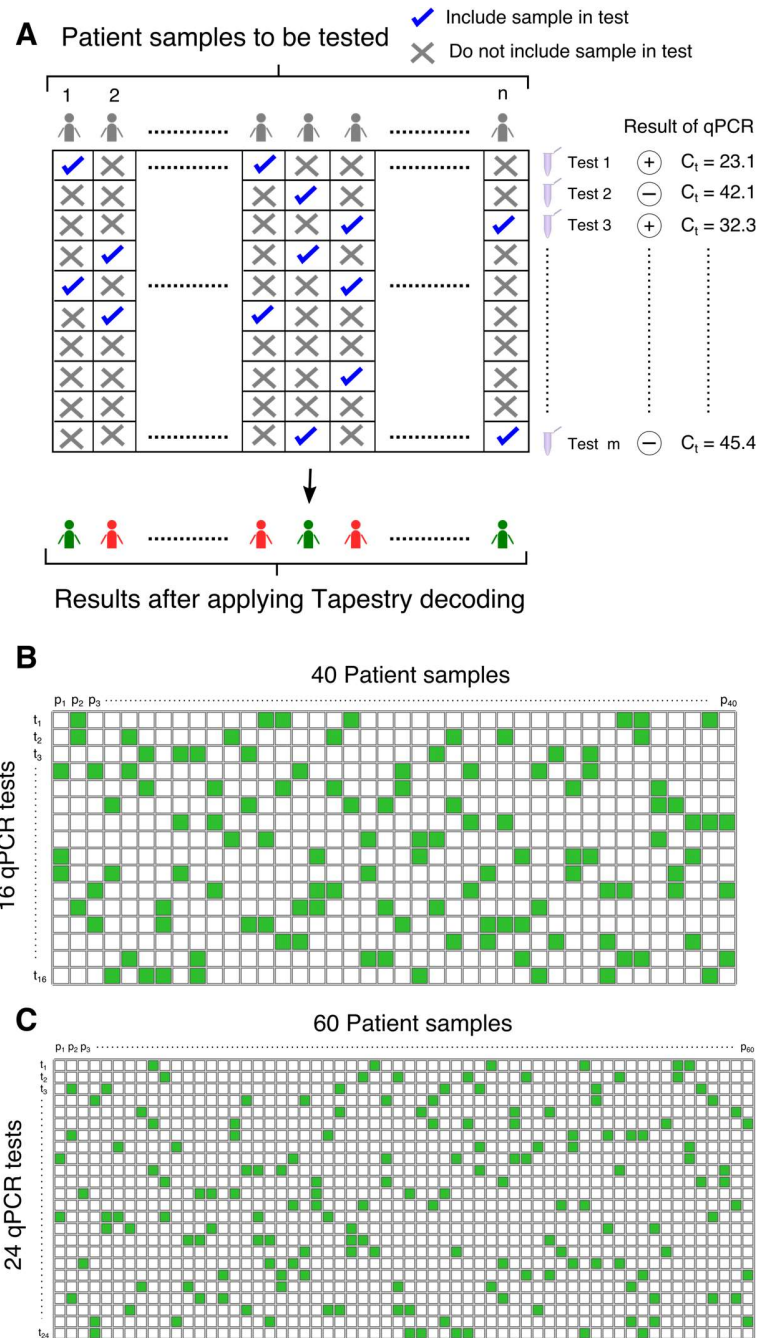 A
Patient samples to be tested
Include sample in test
Do not include sample in test
1 2 n
Result of qPCR
Test 1 + Ct = 23.1
Test 2 − Ct = 42.1
Test 3 + Ct = 32.3
Test m − Ct = 45.4
Results after applying Tapestry decoding
B
40 Patient samples
p1 p2 p3 p40
t1
t2
t3
t16
16 qPCR tests
C
60 Patient samples
p1 p2 p3 p60
t1
t2
t3
t24
24 qPCR tests